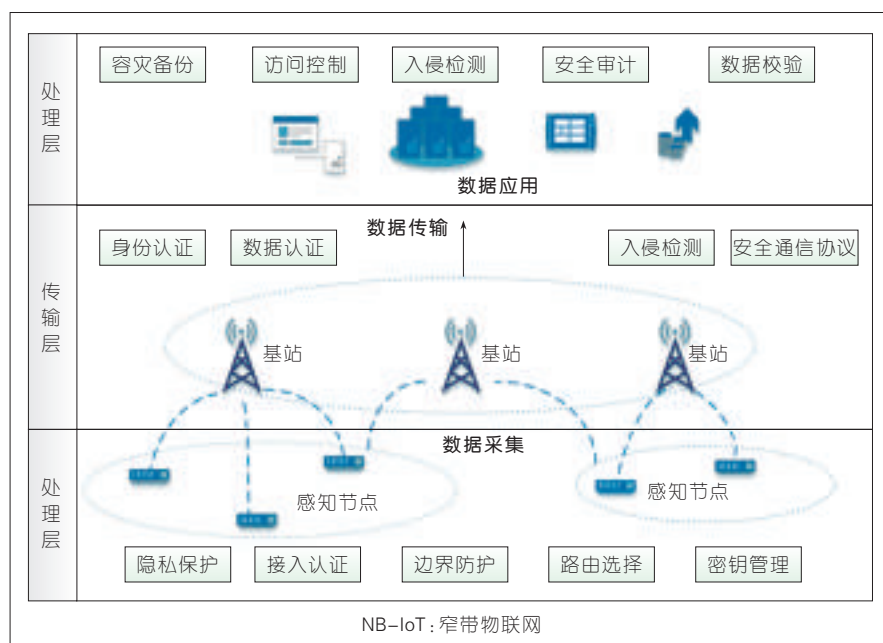 处理层
容灾备份
访问控制
入侵检测
安全审计
数据校验
数据应用
传输层
身份认证
数据认证
数据传输
入侵检测
安全通信协议
基站
基站
基站
处理层
数据采集
感知节点
感知节点
隐私保护
接入认证
边界防护
路由选择
密钥管理
NB-IoT:窄带物联网